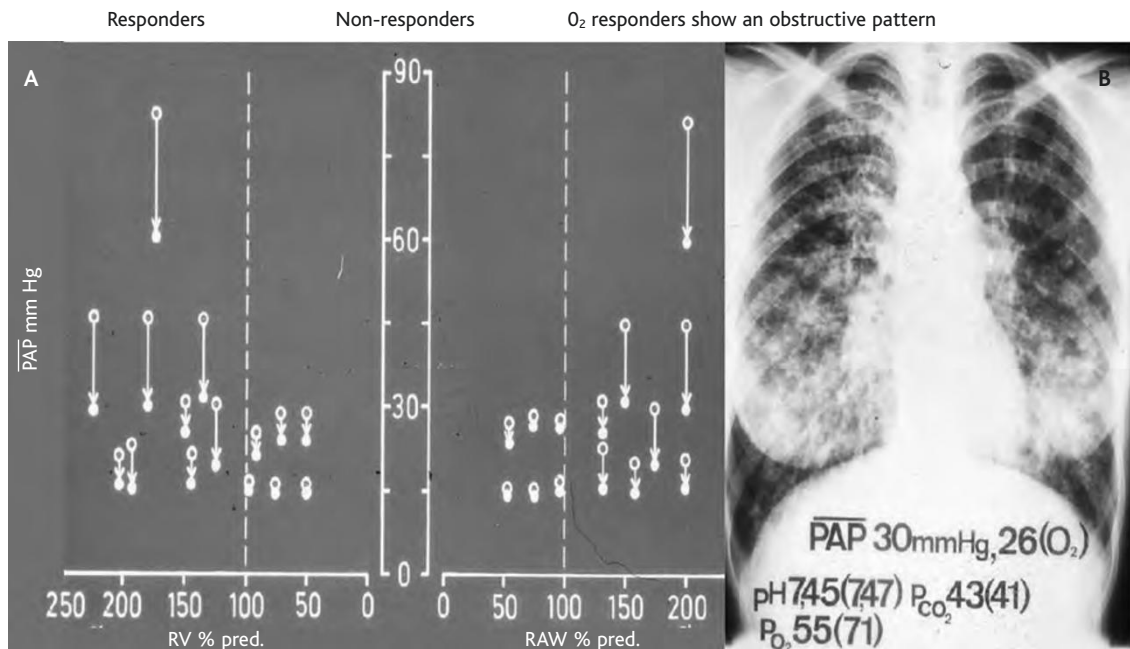 Responders Non-responders O₂ responders show an obstructive pattern
A
B
PAP mm Hg
90
60
30
0
250 200 150 100 50 0
0 50 100 150 200
RV % pred.
RAW % pred.
PAP 30mmHg, 26(O₂)
pH 7,45(7,47) PCO₂ 43(41)
PO₂ 55(71)